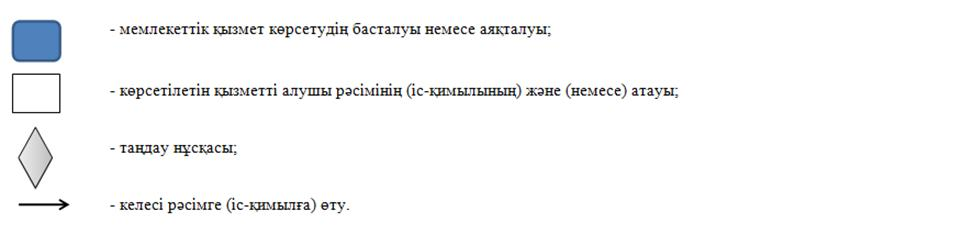 - мемлекеттік қызмет көрсетудің басталуы немесе аяқталуы;
- көрсетілетін қызметті алушы рәсімінің (іс-қимылының) және (немесе) атауы;
- таңдау нұсқасы;
- келесі рәсімге (іс-қимылға) өту.